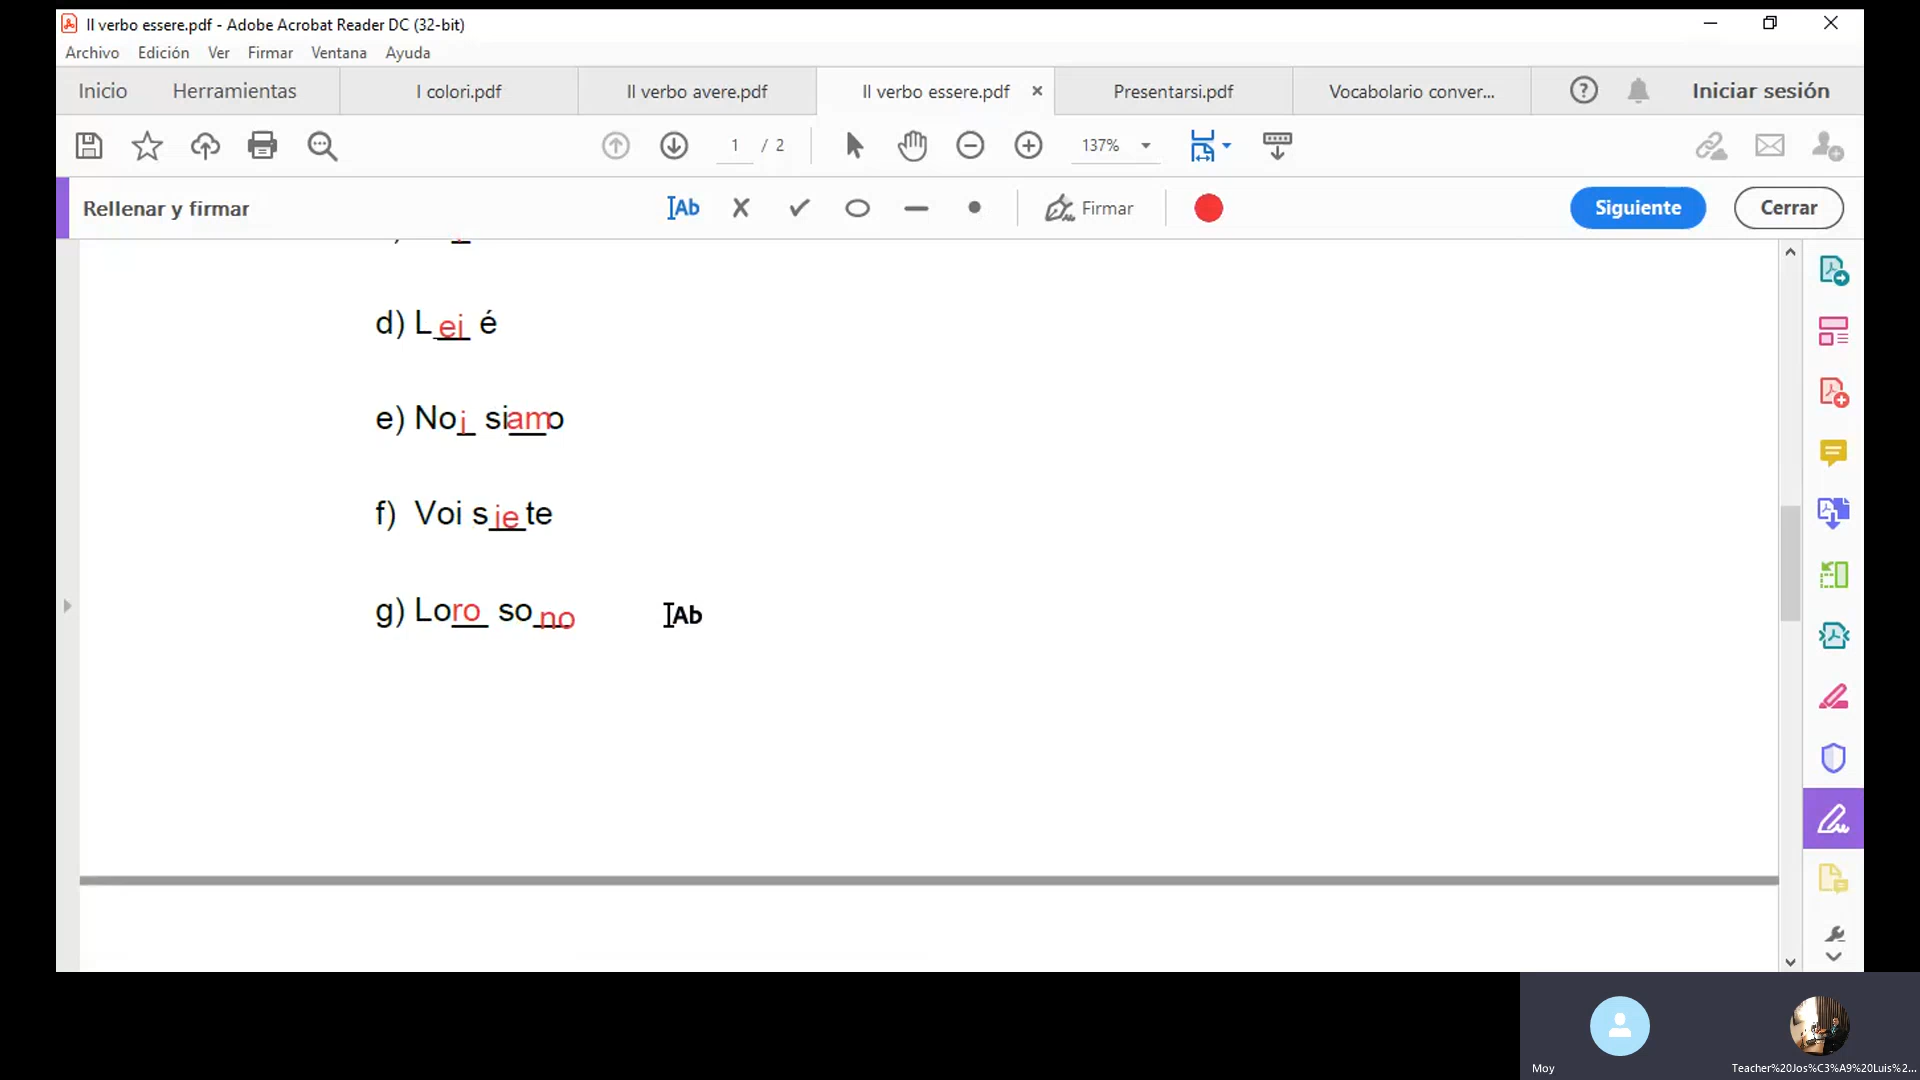 Il verbo essere.pdf - Adobe Acrobat Reader DC (32-bit)
Archivo Edición Ver Firmar Ventana Ayuda
Inicio Herramientas I colori.pdf Il verbo avere.pdf Il verbo essere.pdf × Presentarsi.pdf Vocabolario conver... ? Iniciar sesión
1 / 2 137%
Rellenar y firmar Ab Firmar Siguiente Cerrar
d) Lei é
e) Noi siamo
f) Voi siete
g) Loro sono Ab
Moy Teacher%20Jos%C3%A9%20Luis%2...